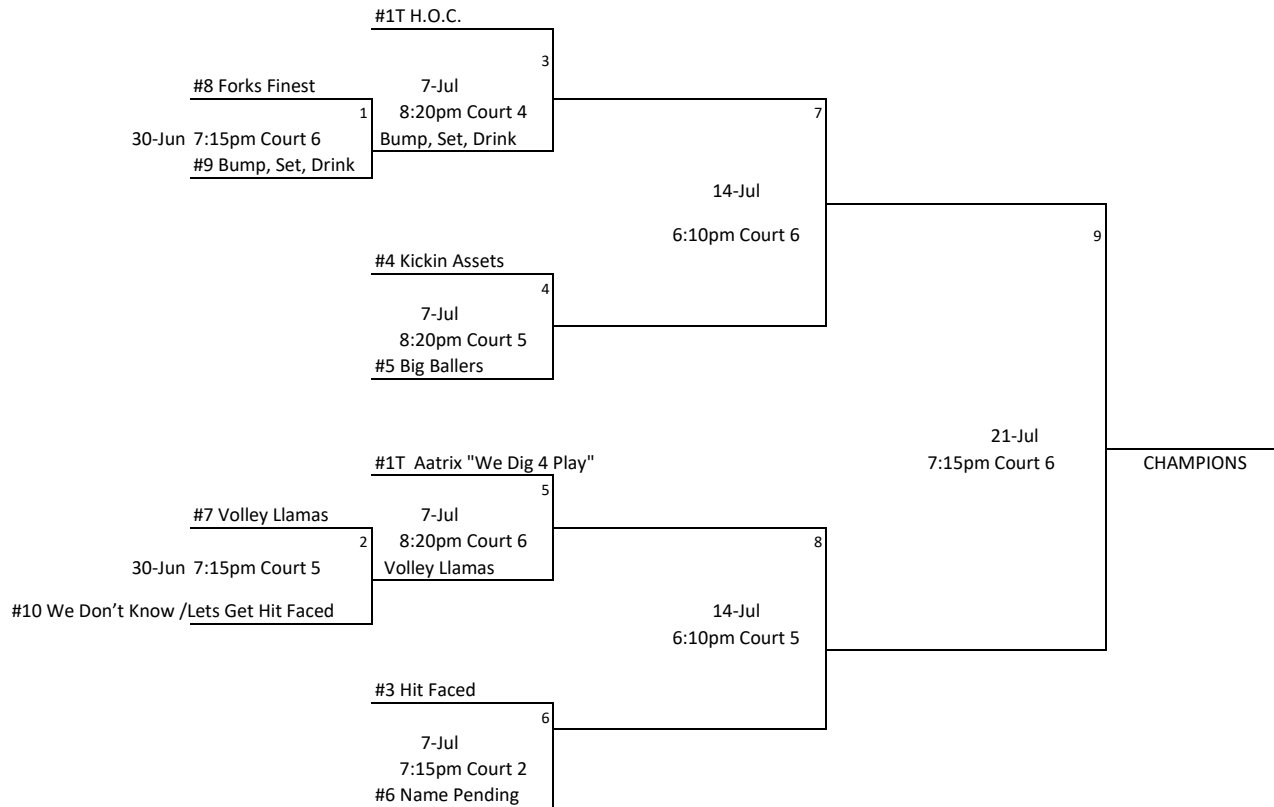 #1T H.O.C.
3
#8 Forks Finest
7-Jul
1
8:20pm Court 4
7
30-Jun 7:15pm Court 6
Bump, Set, Drink
#9 Bump, Set, Drink
14-Jul
6:10pm Court 6
9
#4 Kickin Assets
4
7-Jul
8:20pm Court 5
#5 Big Ballers
21-Jul
#1T Aatrix "We Dig 4 Play"
7:15pm Court 6
CHAMPIONS
5
#7 Volley Llamas
7-Jul
2
8:20pm Court 6
8
30-Jun 7:15pm Court 5
Volley Llamas
#10 We Don’t Know /Lets Get Hit Faced
14-Jul
6:10pm Court 5
#3 Hit Faced
6
7-Jul
7:15pm Court 2
#6 Name Pending